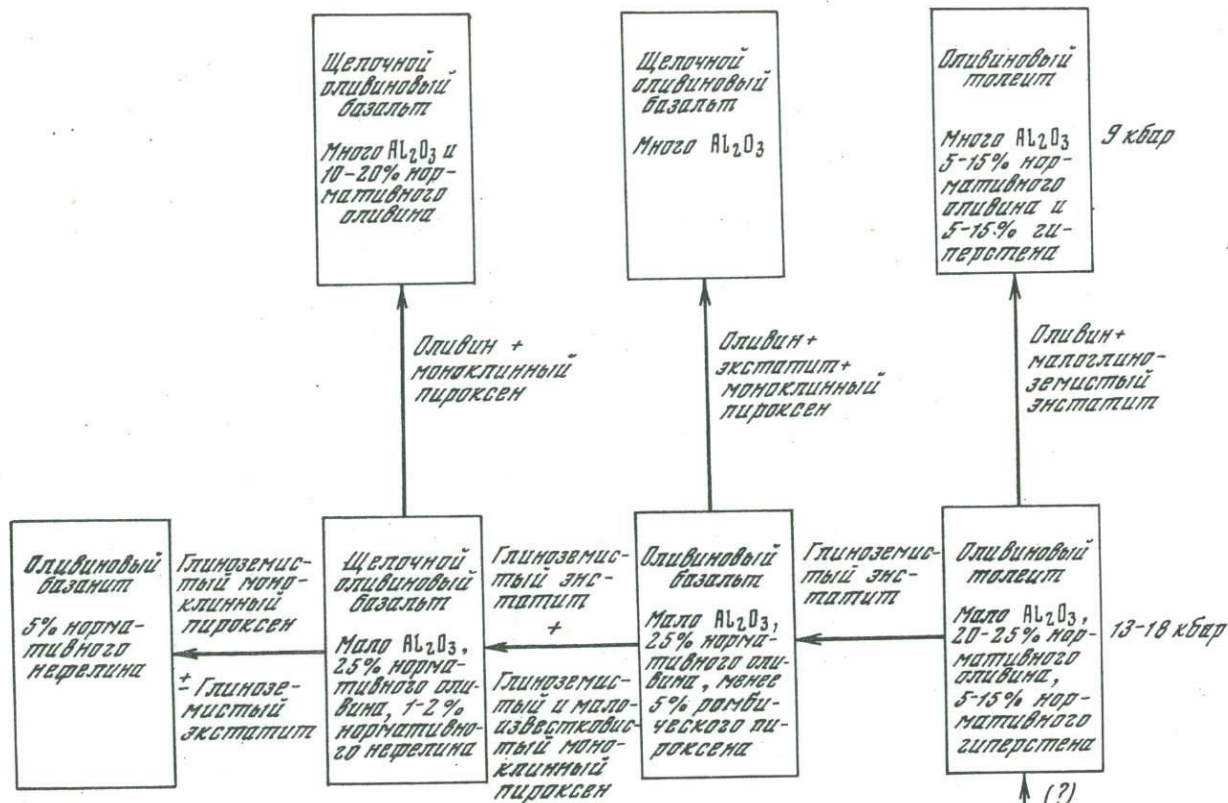 Щелочной
оливиновый
базальт
Много Al₂O₃ и
10-20% нор-
мативного
оливина
Щелочной
оливиновый
базальт
Много Al₂O₃
Оливиновый
толеит
Много Al₂O₃
5-15% нор-
мативного
оливина и
5-15% ги-
перстена
9 кбар
Оливин +
моноклинный
пироксен
Оливин+
экстатит+
моноклинный
пироксен
Оливин+
малоглино-
земистый
энстатит
Оливиновый
базанит
5% норма-
тивного
нефелина
Глиноземис-
тый моно-
клинный
пироксен
± Глинозе-
мистый
экстатит
Щелочной
оливиновый
базальт
Мало Al₂O₃,
25% норма-
тивного оли-
вина, 1-2%
нормативно-
го нефелина
Глиноземис-
тый энс-
татит
+
Глиноземис-
тый и мало-
известковис-
тый моно-
клинный
пироксен
Оливиновый
базальт
Мало Al₂O₃,
25% норма-
тивного оли-
вина, менее
5% ромби-
ческого пи-
роксена
Глиноземис-
тый энс-
татит
Оливиновый
толеит
Мало Al₂O₃,
20-25% нор-
мативного
оливина,
5-15% нор-
мативного
гиперстена
13-18 кбар
(?)